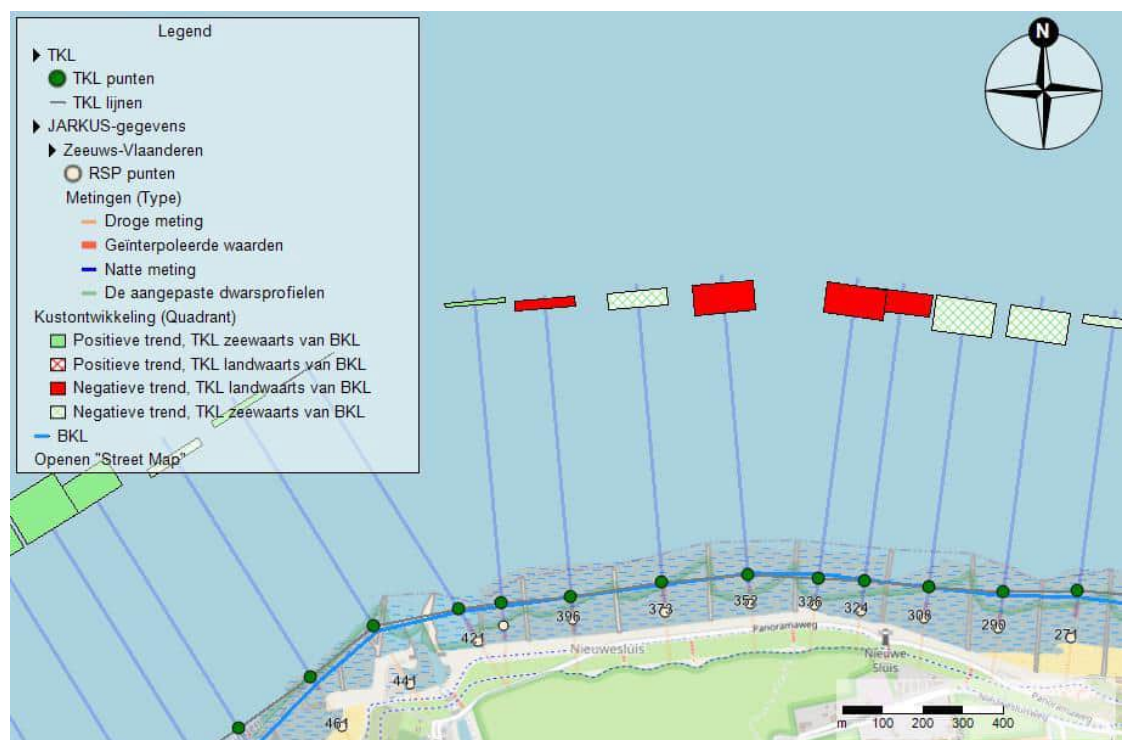 Legend
TKL
TKL punten
TKL lijnen
JARKUS-gegevens
Zeeuws-Vlaanderen
RSP punten
Metingen (Type)
Droge meting
Geïnterpoleerde waarden
Natte meting
De aangepaste dwarsprofielen
Kustontwikkeling (Quadrant)
Positieve trend, TKL zeewaarts van BKL
Positieve trend, TKL landwaarts van BKL
Negatieve trend, TKL landwaarts van BKL
Negatieve trend, TKL zeewaarts van BKL
BKL
Openen "Street Map"
N
461
441
421
396
373
352
336
324
308
290
271
Panoramaweg
Nieuwesluis
Nieuwe-
Sluis
Panoramaweg
Nieuwesluisweg
m 100 200 300 400